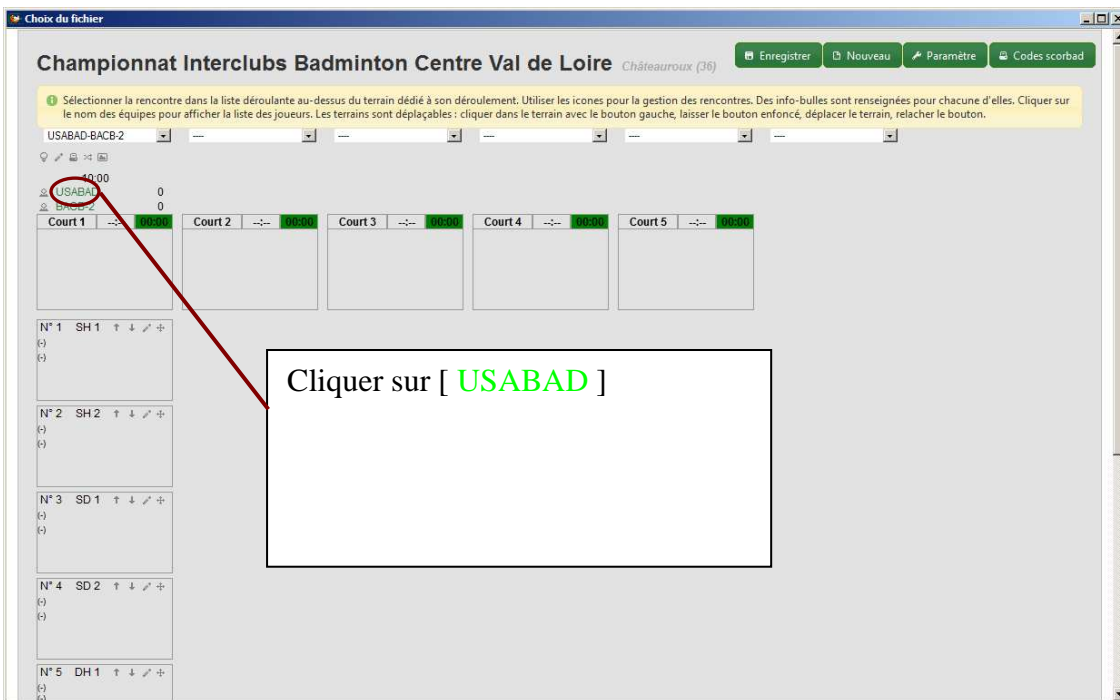 Choix du fichier
Championnat Interclubs Badminton Centre Val de Loire Châteauroux (36)
Enregistrer Nouveau Paramètre Codes scorbad
Sélectionner la rencontre dans la liste déroulante au-dessus du terrain dédié à son déroulement. Utiliser les icones pour la gestion des rencontres. Des info-bulles sont renseignées pour chacune d'elles. Cliquer sur
le nom des équipes pour afficher la liste des joueurs. Les terrains sont déplaçables : cliquer dans le terrain avec le bouton gauche, laisser le bouton enfoncé, déplacer le terrain, relacher le bouton.
USABAD-BACB-2 ---- ---- ---- ---- ----
10:00
USABAD 0
BACB-2 0
Court 1 --:-- 00:00 Court 2 --:-- 00:00 Court 3 --:-- 00:00 Court 4 --:-- 00:00 Court 5 --:-- 00:00
N° 1 SH 1
(-)
(-)
Cliquer sur [ USABAD ]
N° 2 SH 2
(-)
(-)
N° 3 SD 1
(-)
(-)
N° 4 SD 2
(-)
(-)
N° 5 DH 1
(-)
(-)